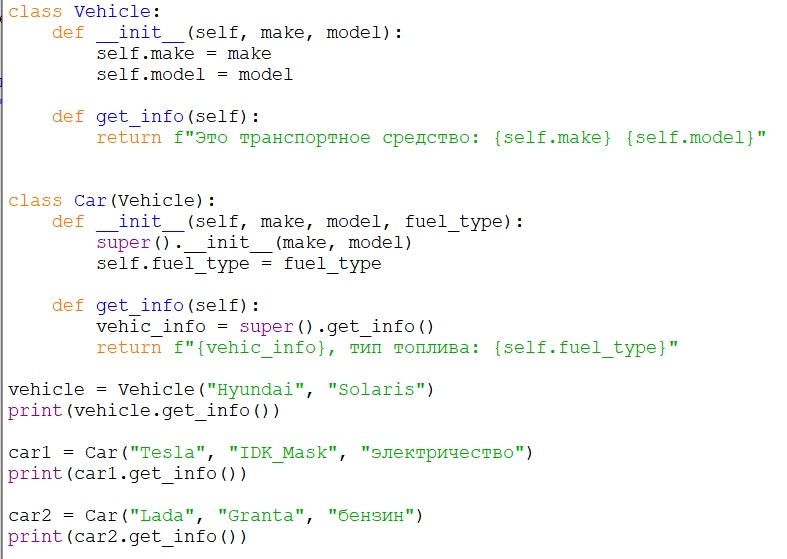 class Vehicle:
    def __init__(self, make, model):
        self.make = make
        self.model = model

    def get_info(self):
        return f"Это транспортное средство: {self.make} {self.model}"


class Car(Vehicle):
    def __init__(self, make, model, fuel_type):
        super().__init__(make, model)
        self.fuel_type = fuel_type

    def get_info(self):
        vehic_info = super().get_info()
        return f"{vehic_info}, тип топлива: {self.fuel_type}"

vehicle = Vehicle("Hyundai", "Solaris")
print(vehicle.get_info())

car1 = Car("Tesla", "IDK_Mask", "электричество")
print(car1.get_info())

car2 = Car("Lada", "Granta", "бензин")
print(car2.get_info())